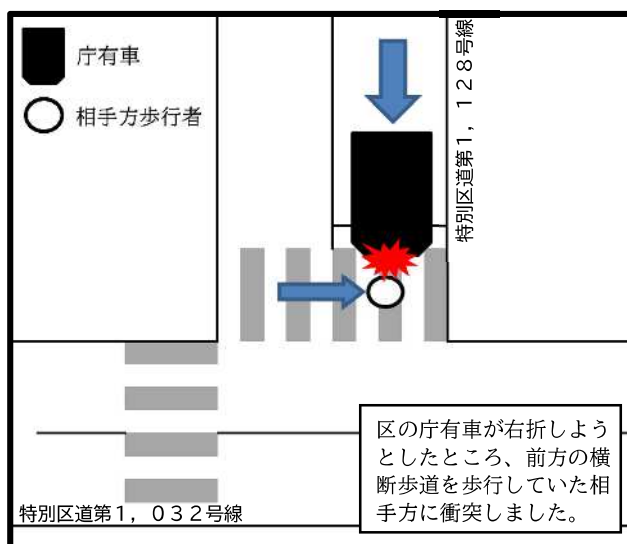 庁有車
相手方歩行者
特別区道第１，１２８号線
区の庁有車が右折しよう
としたところ、前方の横
断歩道を歩行していた相
手方に衝突しました。
特別区道第１，０３２号線